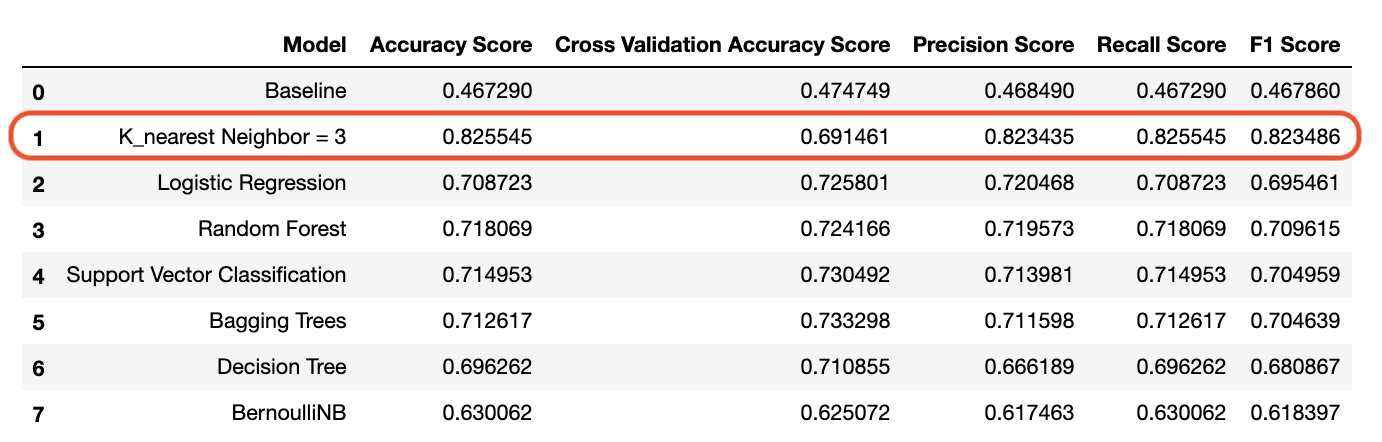 Model Accuracy Score Cross Validation Accuracy Score Precision Score Recall Score F1 Score
0 Baseline 0.467290 0.474749 0.468490 0.467290 0.467860
1 K_nearest Neighbor = 3 0.825545 0.691461 0.823435 0.825545 0.823486
2 Logistic Regression 0.708723 0.725801 0.720468 0.708723 0.695461
3 Random Forest 0.718069 0.724166 0.719573 0.718069 0.709615
4 Support Vector Classification 0.714953 0.730492 0.713981 0.714953 0.704959
5 Bagging Trees 0.712617 0.733298 0.711598 0.712617 0.704639
6 Decision Tree 0.696262 0.710855 0.666189 0.696262 0.680867
7 BernoulliNB 0.630062 0.625072 0.617463 0.630062 0.618397